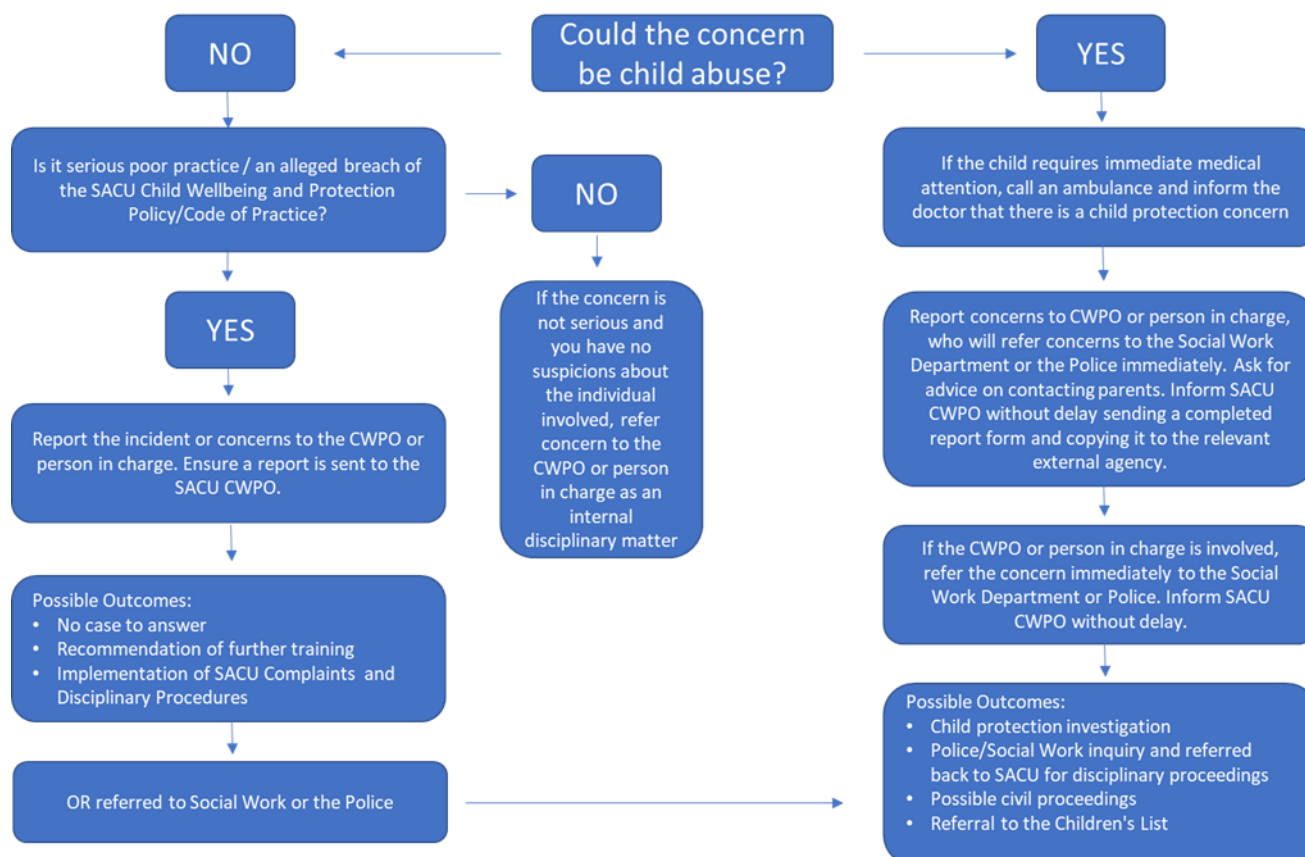 Could the concern
be child abuse?
NO
YES
Is it serious poor practice / an alleged breach of
the SACU Child Wellbeing and Protection
Policy/Code of Practice?
NO
If the concern is
not serious and
you have no
suspicions about
the individual
involved, refer
concern to the
CWPO or person
in charge as an
internal
disciplinary matter
YES
Report the incident or concerns to the CWPO or
person in charge. Ensure a report is sent to the
SACU CWPO.
Possible Outcomes:
• No case to answer
• Recommendation of further training
• Implementation of SACU Complaints and
Disciplinary Procedures
OR referred to Social Work or the Police
If the child requires immediate medical
attention, call an ambulance and inform the
doctor that there is a child protection concern
Report concerns to CWPO or person in charge,
who will refer concerns to the Social Work
Department or the Police immediately. Ask for
advice on contacting parents. Inform SACU
CWPO without delay sending a completed
report form and copying it to the relevant
external agency.
If the CWPO or person in charge is involved,
refer the concern immediately to the Social
Work Department or Police. Inform SACU
CWPO without delay.
Possible Outcomes:
• Child protection investigation
• Police/Social Work inquiry and referred
back to SACU for disciplinary proceedings
• Possible civil proceedings
• Referral to the Children's List